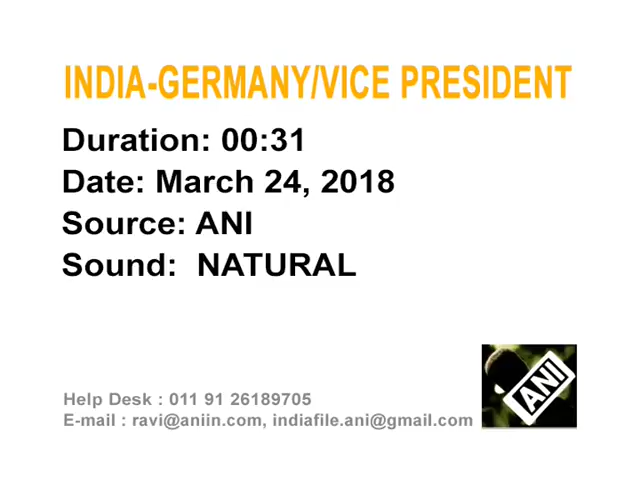 INDIA-GERMANY/VICE PRESIDENT
Duration: 00:31
Date: March 24, 2018
Source: ANI
Sound:  NATURAL
Help Desk : 011 91 26189705
E-mail : ravi@aniin.com, indiafile.ani@gmail.com
ANI